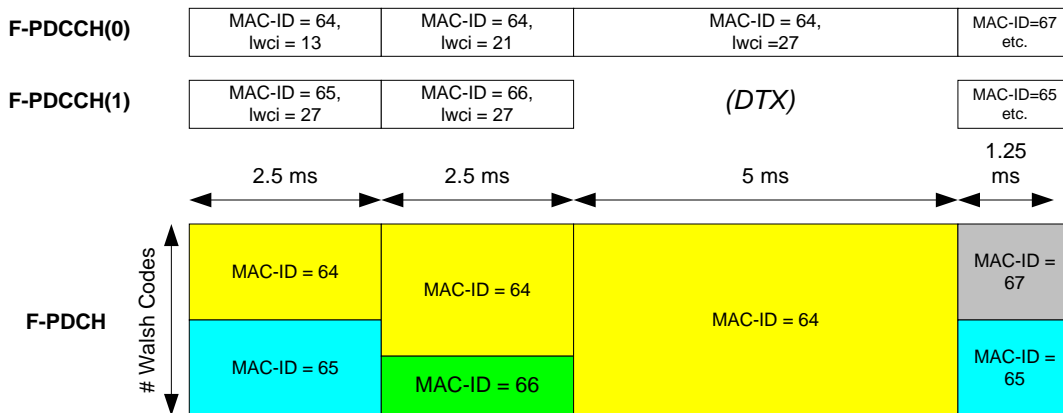 F-PDCCH(0)
MAC-ID = 64,
lwci = 13
MAC-ID = 64,
lwci = 21
MAC-ID = 64,
lwci =27
MAC-ID=67
etc.
F-PDCCH(1)
MAC-ID = 65,
lwci = 27
MAC-ID = 66,
lwci = 27
(DTX)
MAC-ID=65
etc.
2.5 ms
2.5 ms
5 ms
1.25
ms
F-PDCH
# Walsh Codes
MAC-ID = 64
MAC-ID = 65
MAC-ID = 64
MAC-ID = 66
MAC-ID = 64
MAC-ID =
67
MAC-ID =
65